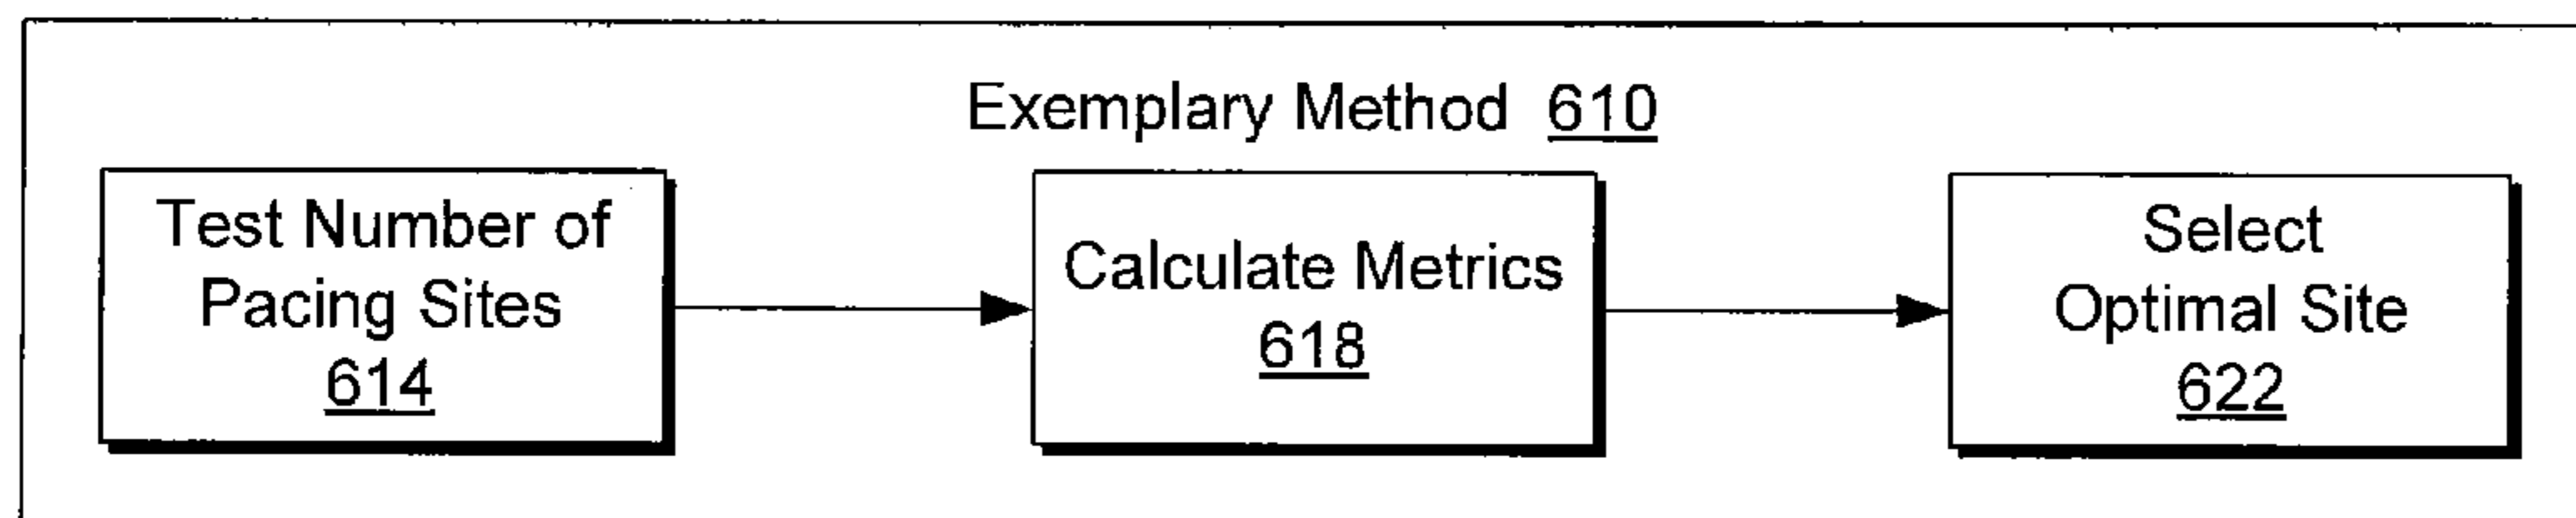 Exemplary Method 610
Test Number of
Pacing Sites
614
Calculate Metrics
618
Select
Optimal Site
622